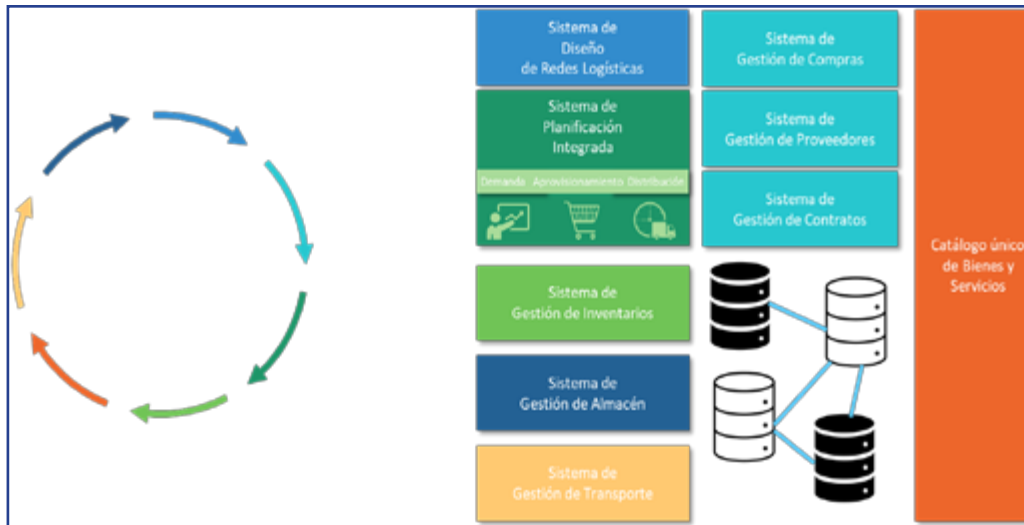 Sistema de
Diseño
de Redes Logísticas
Sistema de
Planificación
Integrada
Demanda Aprovisionamiento Distribución
Sistema de
Gestión de Inventarios
Sistema de
Gestión de Almacén
Sistema de
Gestión de Transporte
Sistema de
Gestión de Compras
Sistema de
Gestión de Proveedores
Sistema de
Gestión de Contratos
Catálogo único
de Bienes y
Servicios